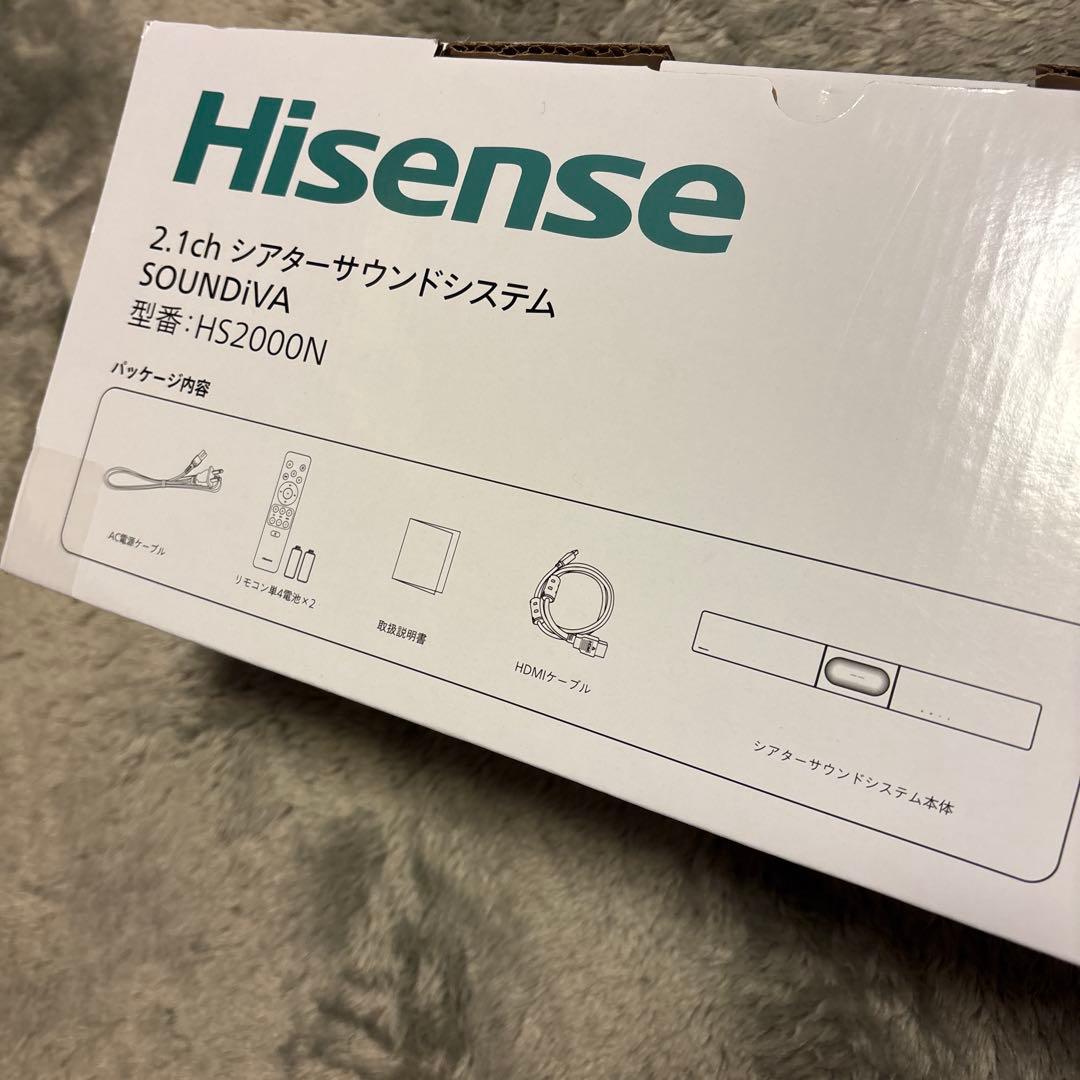 Hisense
2.1ch シアターサウンドシステム
SOUNDiVA
型番:HS2000N
パッケージ内容
AC電源ケーブル
リモコン単4電池×2
取扱説明書
HDMIケーブル
シアターサウンドシステム本体